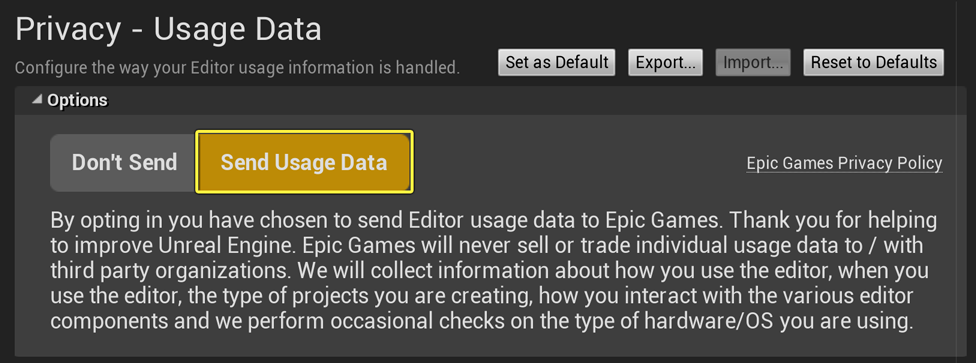 Privacy - Usage Data
Configure the way your Editor usage information is handled.
Set as Default
Export...
Import...
Reset to Defaults
Options
Don't Send
Send Usage Data
Epic Games Privacy Policy
By opting in you have chosen to send Editor usage data to Epic Games. Thank you for helping
to improve Unreal Engine. Epic Games will never sell or trade individual usage data to / with
third party organizations. We will collect information about how you use the editor, when you
use the editor, the type of projects you are creating, how you interact with the various editor
components and we perform occasional checks on the type of hardware/OS you are using.